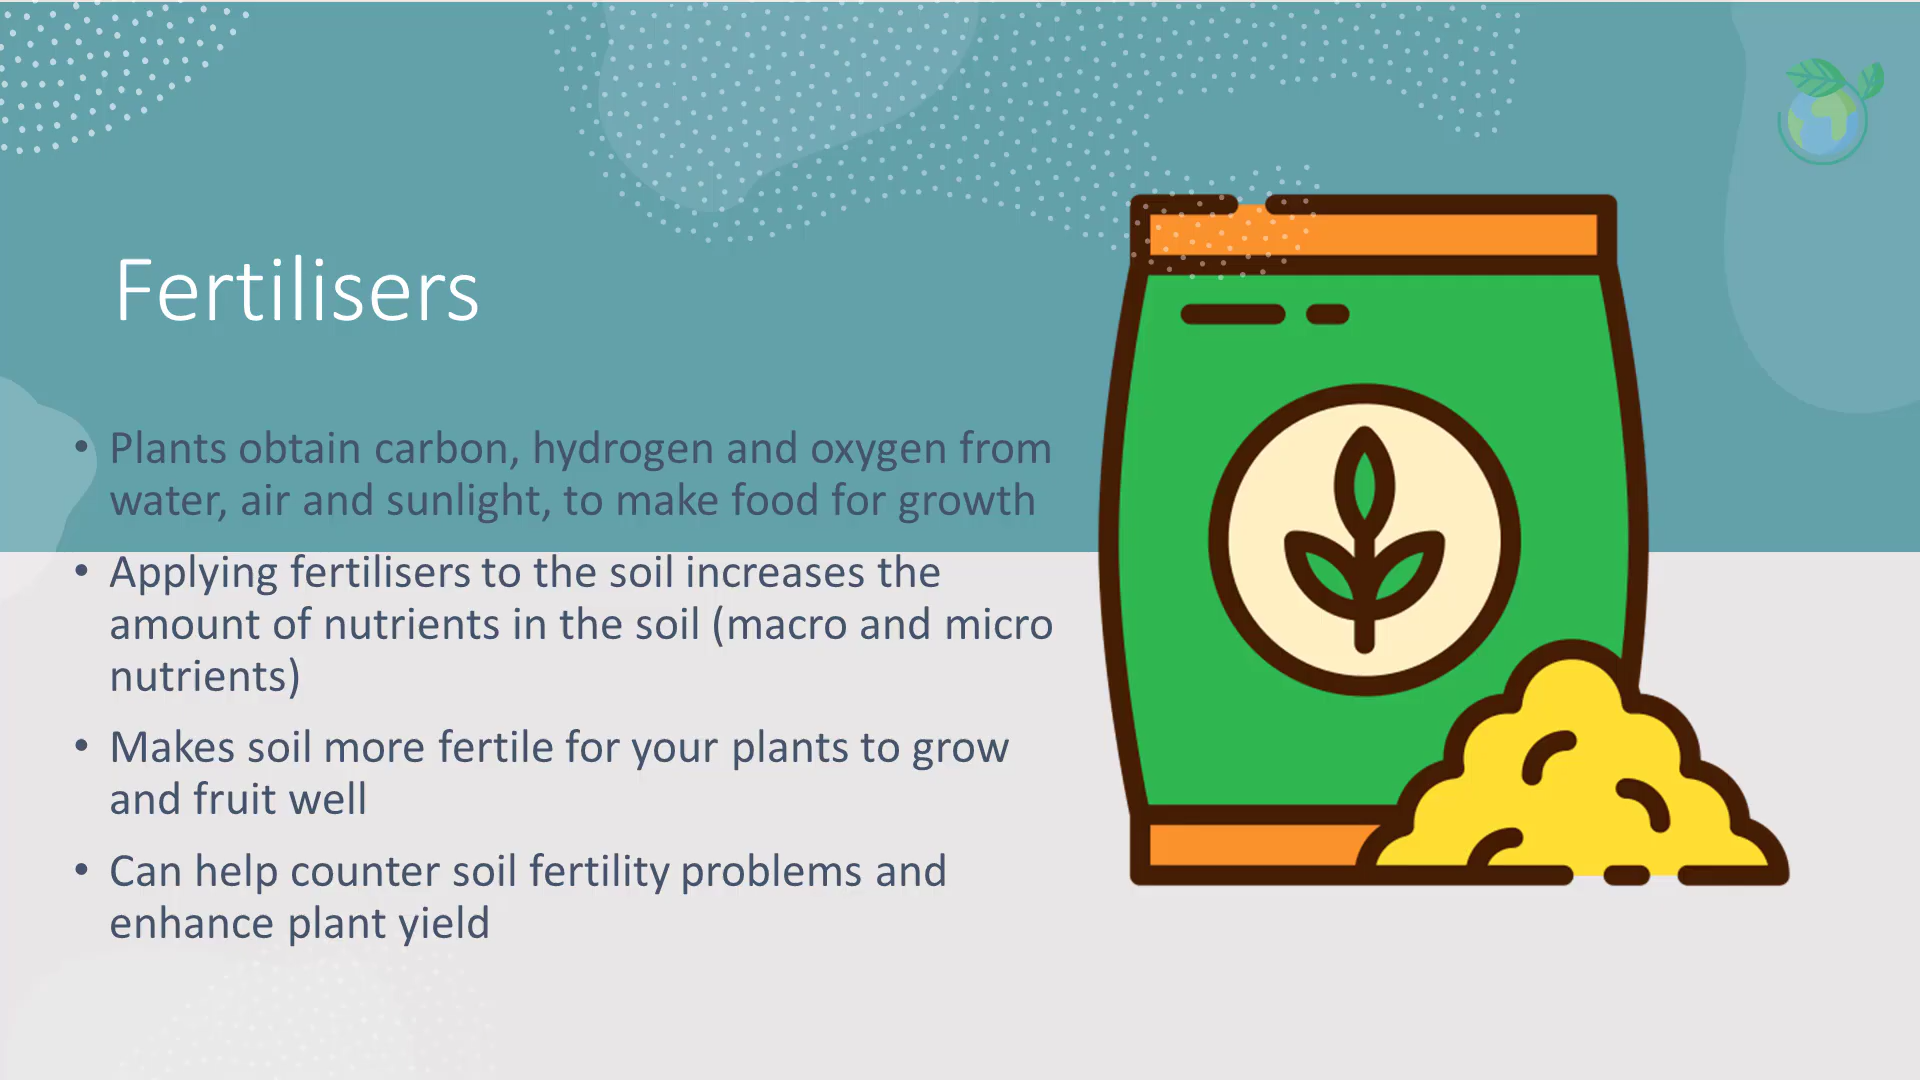 Fertilisers
• Plants obtain carbon, hydrogen and oxygen from
water, air and sunlight, to make food for growth
• Applying fertilisers to the soil increases the
amount of nutrients in the soil (macro and micro
nutrients)
• Makes soil more fertile for your plants to grow
and fruit well
• Can help counter soil fertility problems and
enhance plant yield